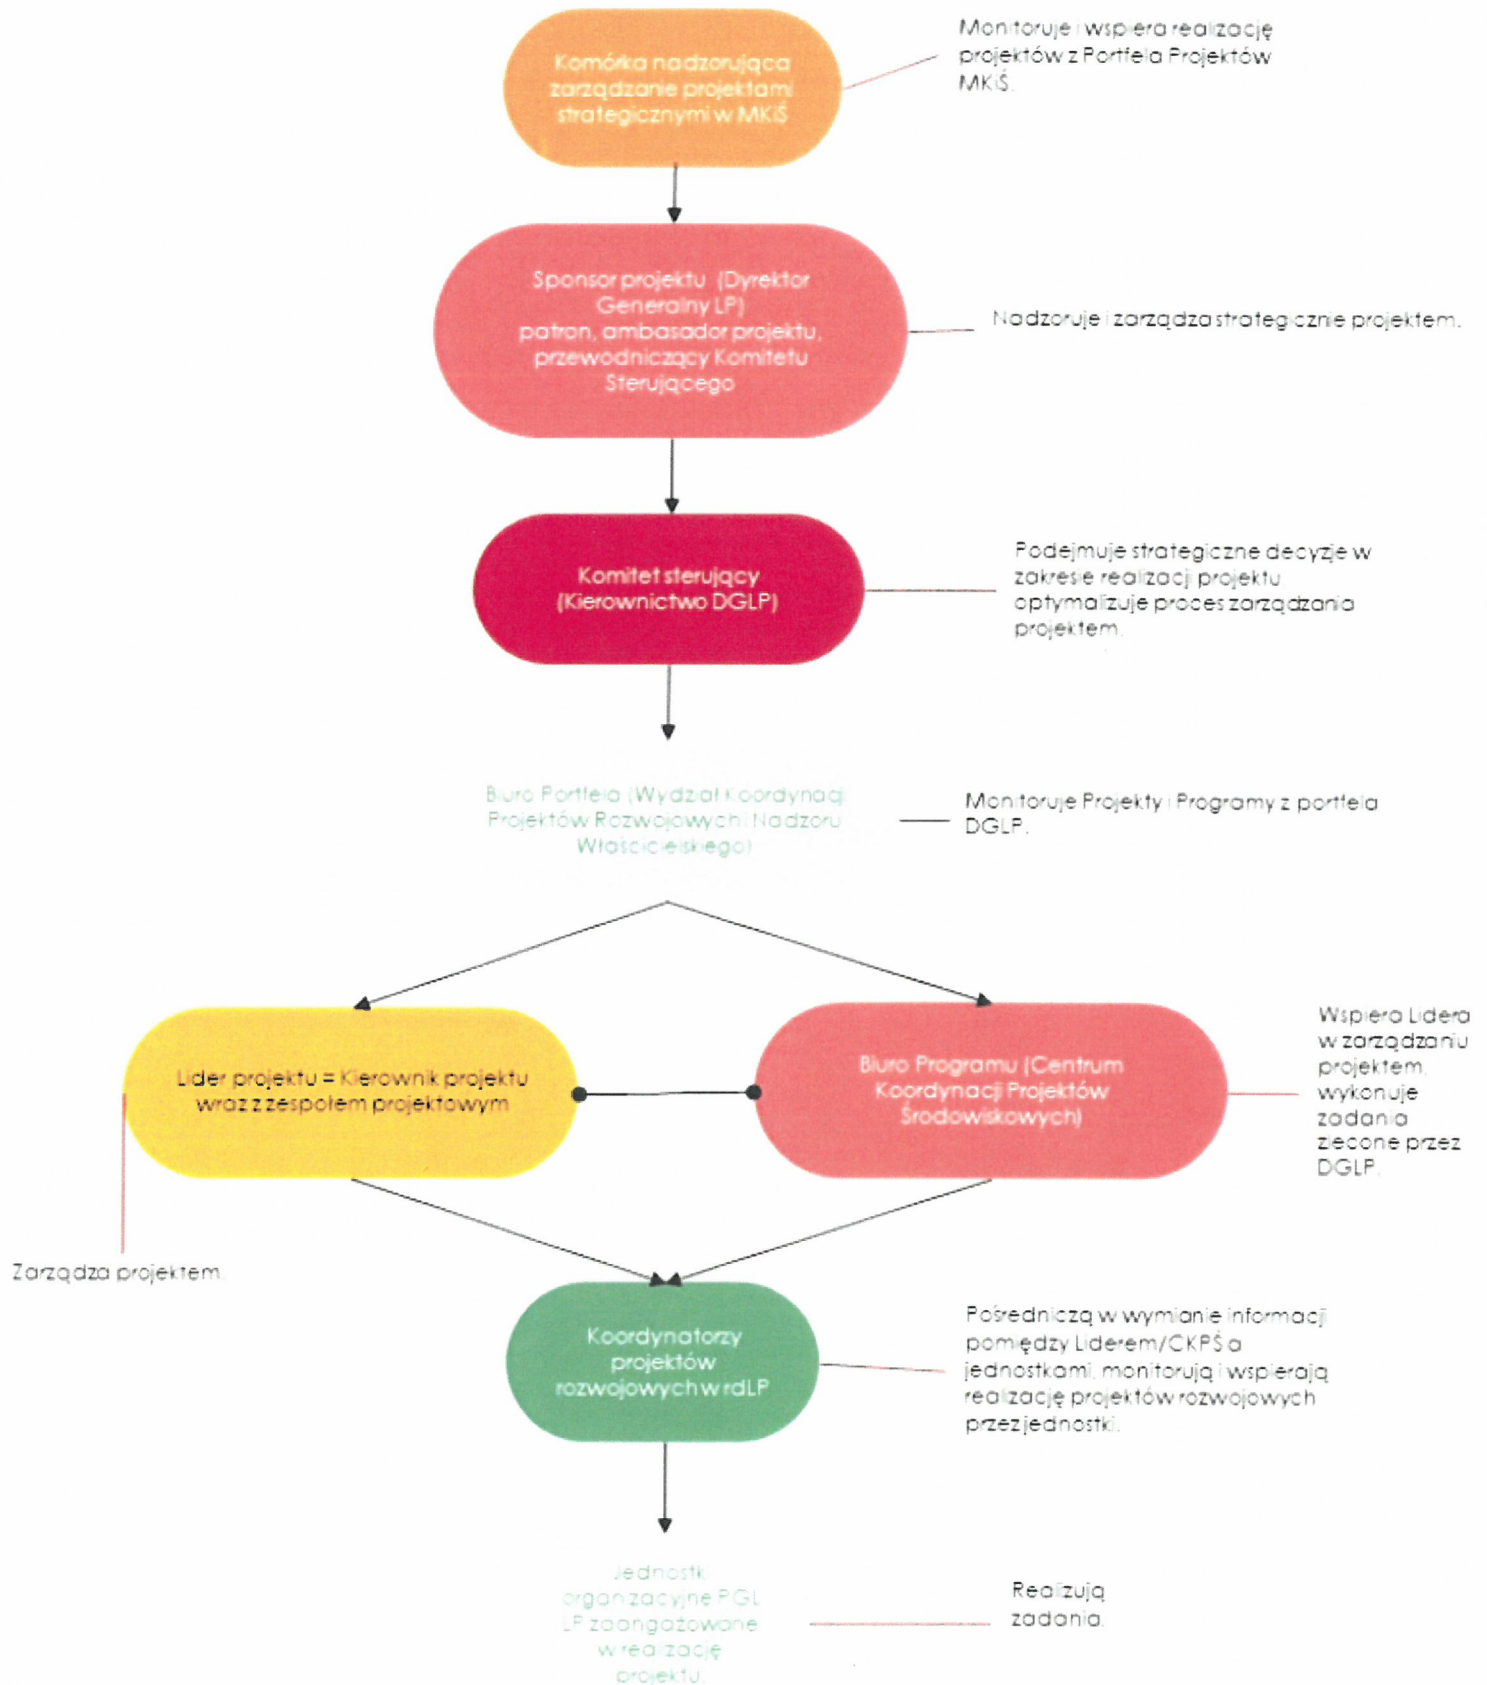 Komórka nadzorująca
zarządzanie projektami
strategicznymi w MKiŚ
Monitoruje i wspiera realizację
projektów z Portfela Projektów
MKiŚ.
Sponsor projektu (Dyrektor
Generalny LP)
patron, ambasador projektu,
przewodniczący Komitetu
Sterującego
Nadzoruje i zarządza strategicznie projektem.
Komitet sterujący
(Kierownictwo DGLP)
Podejmuje strategiczne decyzje w
zakresie realizacji projektu
optymalizuje proces zarządzania
projektem.
Biuro Portfela (Wydział Koordynacji
Projektów Rozwojowych i Nadzoru
Właścicielskiego)
Monitoruje Projekty i Programy z portfela
DGLP.
Lider projektu = Kierownik projektu
wraz z zespołem projektowym
Zarządza projektem.
Biuro Programu (Centrum
Koordynacji Projektów
Środowiskowych)
Wspiera Lidera
w zarządzaniu
projektem,
wykonuje
zadania
zlecone przez
DGLP.
Koordynatorzy
projektów
rozwojowych w rdLP
Pośredniczą w wymianie informacji
pomiędzy Liderem/CKPŚ a
jednostkami, monitorują i wspierają
realizację projektów rozwojowych
przez jednostki.
Jednostki
organizacyjne PGL
LP zaangażowane
w realizację
projektu.
Realizują
zadania.